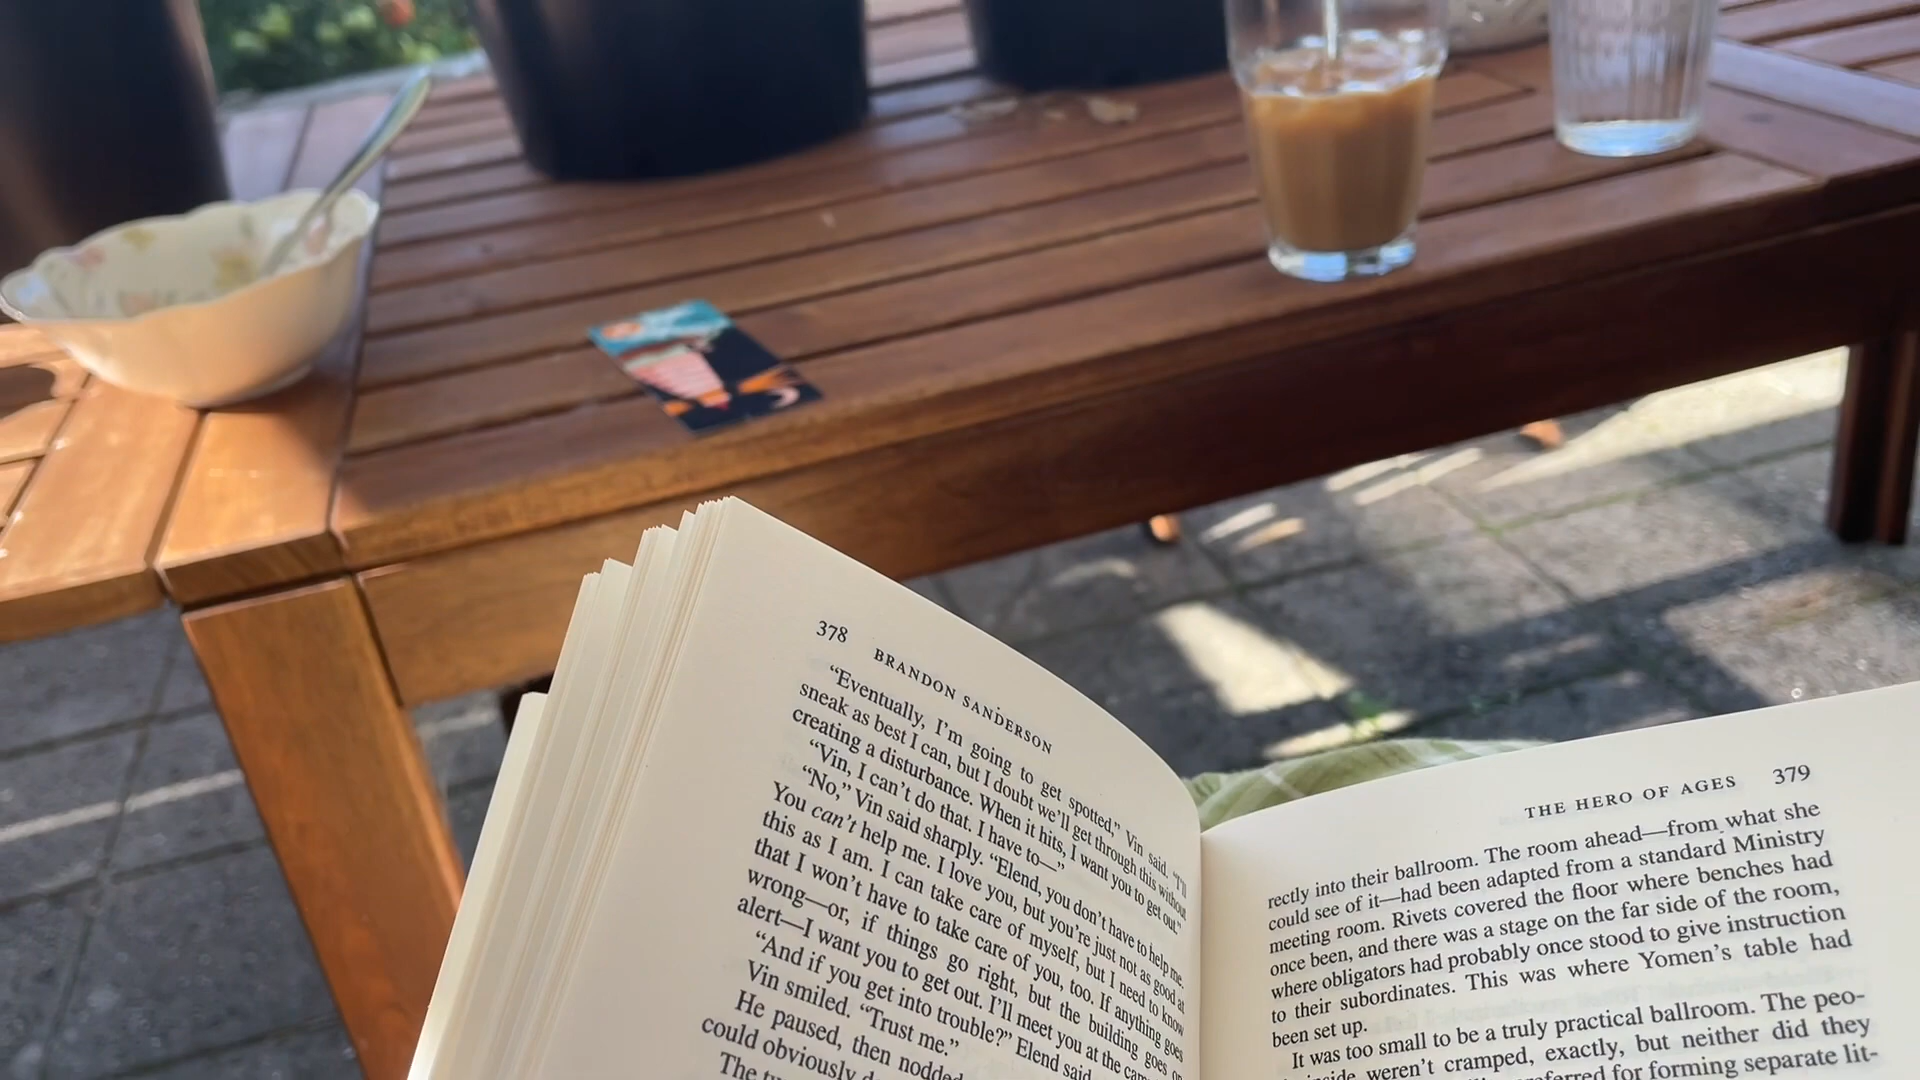 378
BRANDON SANDERSON
“Eventually, I’m going to get spotted,” Vin said. “I’ll
sneak as best I can, but I doubt we’ll get through this without
creating a disturbance. When it hits, I want you to get out.”
“Vin, I can’t do that. I have to—”
“No,” Vin said sharply. “Elend, you don’t have to help me.
You can’t help me. I love you, but you’re just not as good at
this as I am. I can take care of myself, but I need to know
that I won’t have to take care of you, too. If anything goes
wrong—or, if things go right, but the building goes on
alert—I want you to get out. I’ll meet you at the camp
“And if you get into trouble?” Elend said.
Vin smiled. “Trust me.”
He paused, then nodded
could obviously
The
THE HERO OF AGES 379
rectly into their ballroom. The room ahead—from what she
could see of it—had been adapted from a standard Ministry
meeting room. Rivets covered the floor where benches had
once been, and there was a stage on the far side of the room,
where obligators had probably once stood to give instruction
to their subordinates. This was where Yomen’s table had
been set up.
It was too small to be a truly practical ballroom. The peo-
inside weren’t cramped, exactly, but neither did they
for forming separate lit-